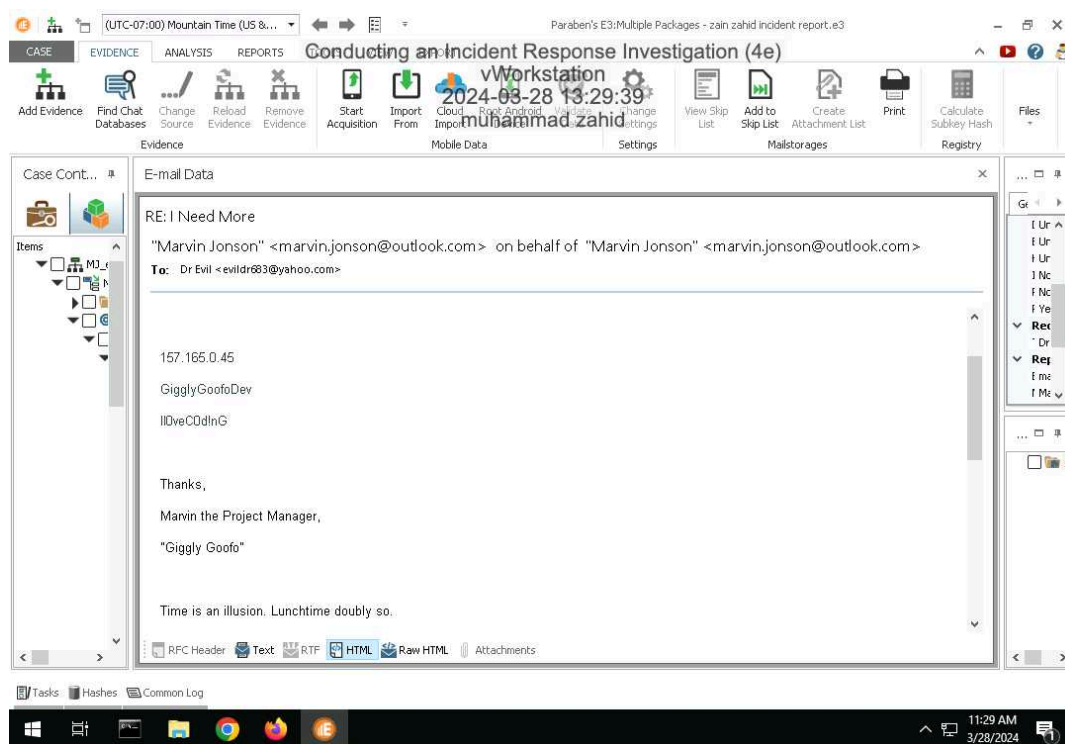 (UTC-07:00) Mountain Time (US &...
Paraben's E3:Multiple Packages - zain zahid incident report.e3
Conducting an Incident Response Investigation (4e)
vWorkstation
2024-03-28 13:29:39
muhammad zahid
CASE EVIDENCE ANALYSIS REPORTS
Add Evidence
Find Chat Databases
Change Source
Reload Evidence
Remove Evidence
Start Acquisition
Import From
Cloud Import
Root Android
Validate
Change Settings
View Skip List
Add to Skip List
Create Attachment List
Print
Calculate Subkey Hash
Files
Evidence Mobile Data Settings Mailstorages Registry
Case Cont...
E-mail Data
Items
RE: I Need More
"Marvin Jonson" <marvin.jonson@outlook.com> on behalf of "Marvin Jonson" <marvin.jonson@outlook.com>
To: Dr Evil <evildr683@yahoo.com>
157.165.0.45
GigglyGoofoDev
Il0veC0d!nG
Thanks,
Marvin the Project Manager,
"Giggly Goofo"
Time is an illusion. Lunchtime doubly so.
RFC Header Text RTF HTML Raw HTML Attachments
Tasks Hashes Common Log
11:29 AM
3/28/2024